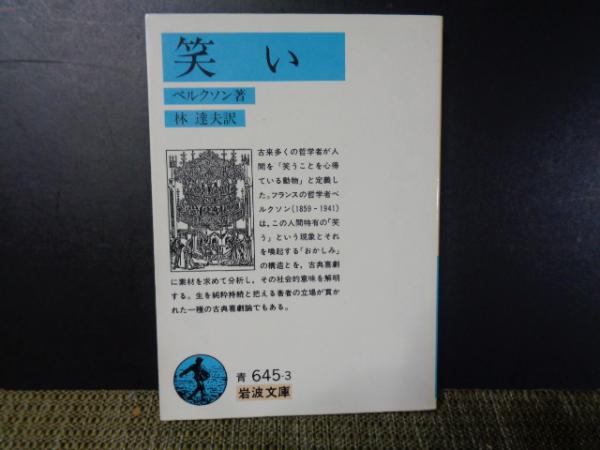 笑い
ベルクソン著
林 達夫訳
古来多くの哲学者が人
間を「笑うことを心得
ている動物」と定義し
た。フランスの哲学者ベ
ルクソン(1859-1941)
は,この人間特有の「笑
う」という現象とそれ
を喚起する「おかしみ」
の構造とを,古典喜劇
に素材を求めて分析し,その社会的意味を解明
する。生を純粋持続と把える著者の立場が貫か
れた一種の古典喜劇論でもある。
青 645-3
岩波文庫